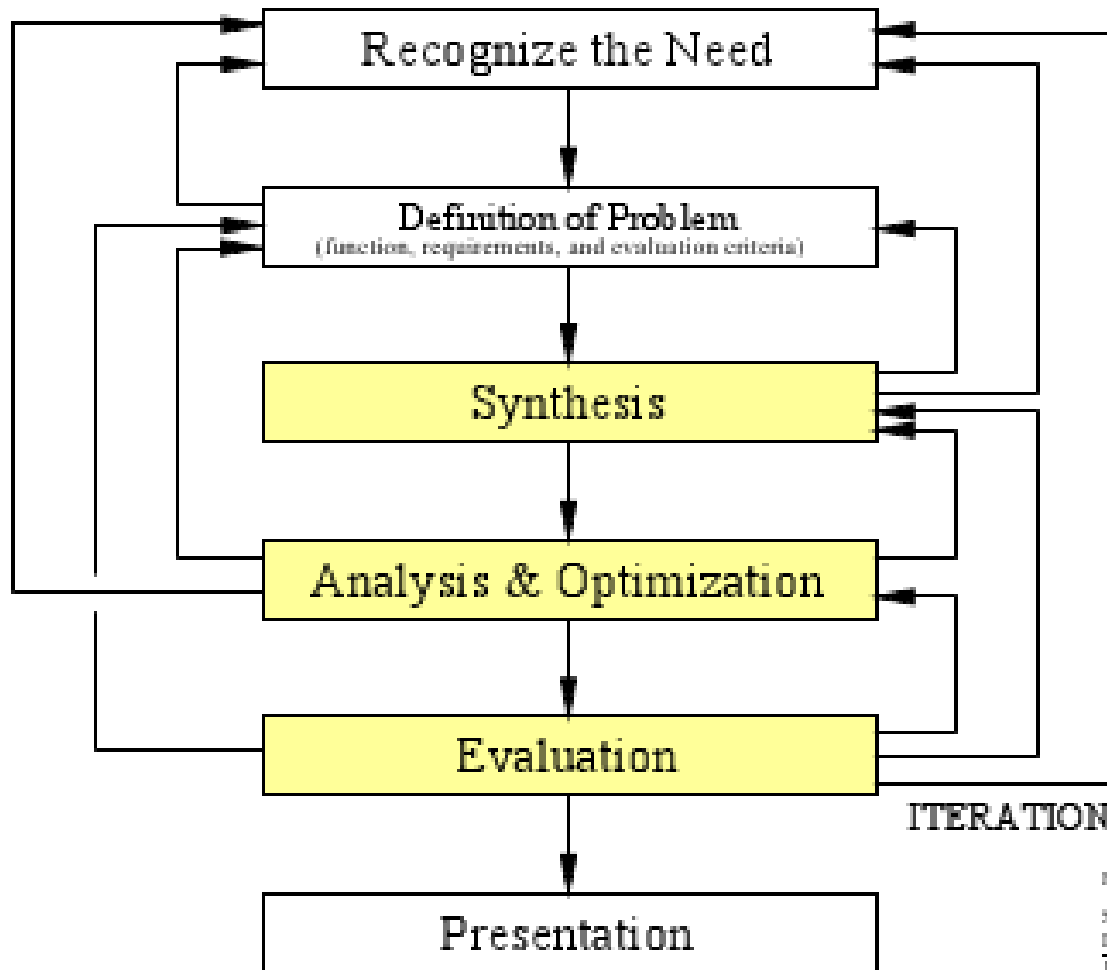 Recognize the Need
Definition of Problem
(function, requirements, and evaluation criteria)
Synthesis
Analysis & Optimization
Evaluation
ITERATION
Presentation